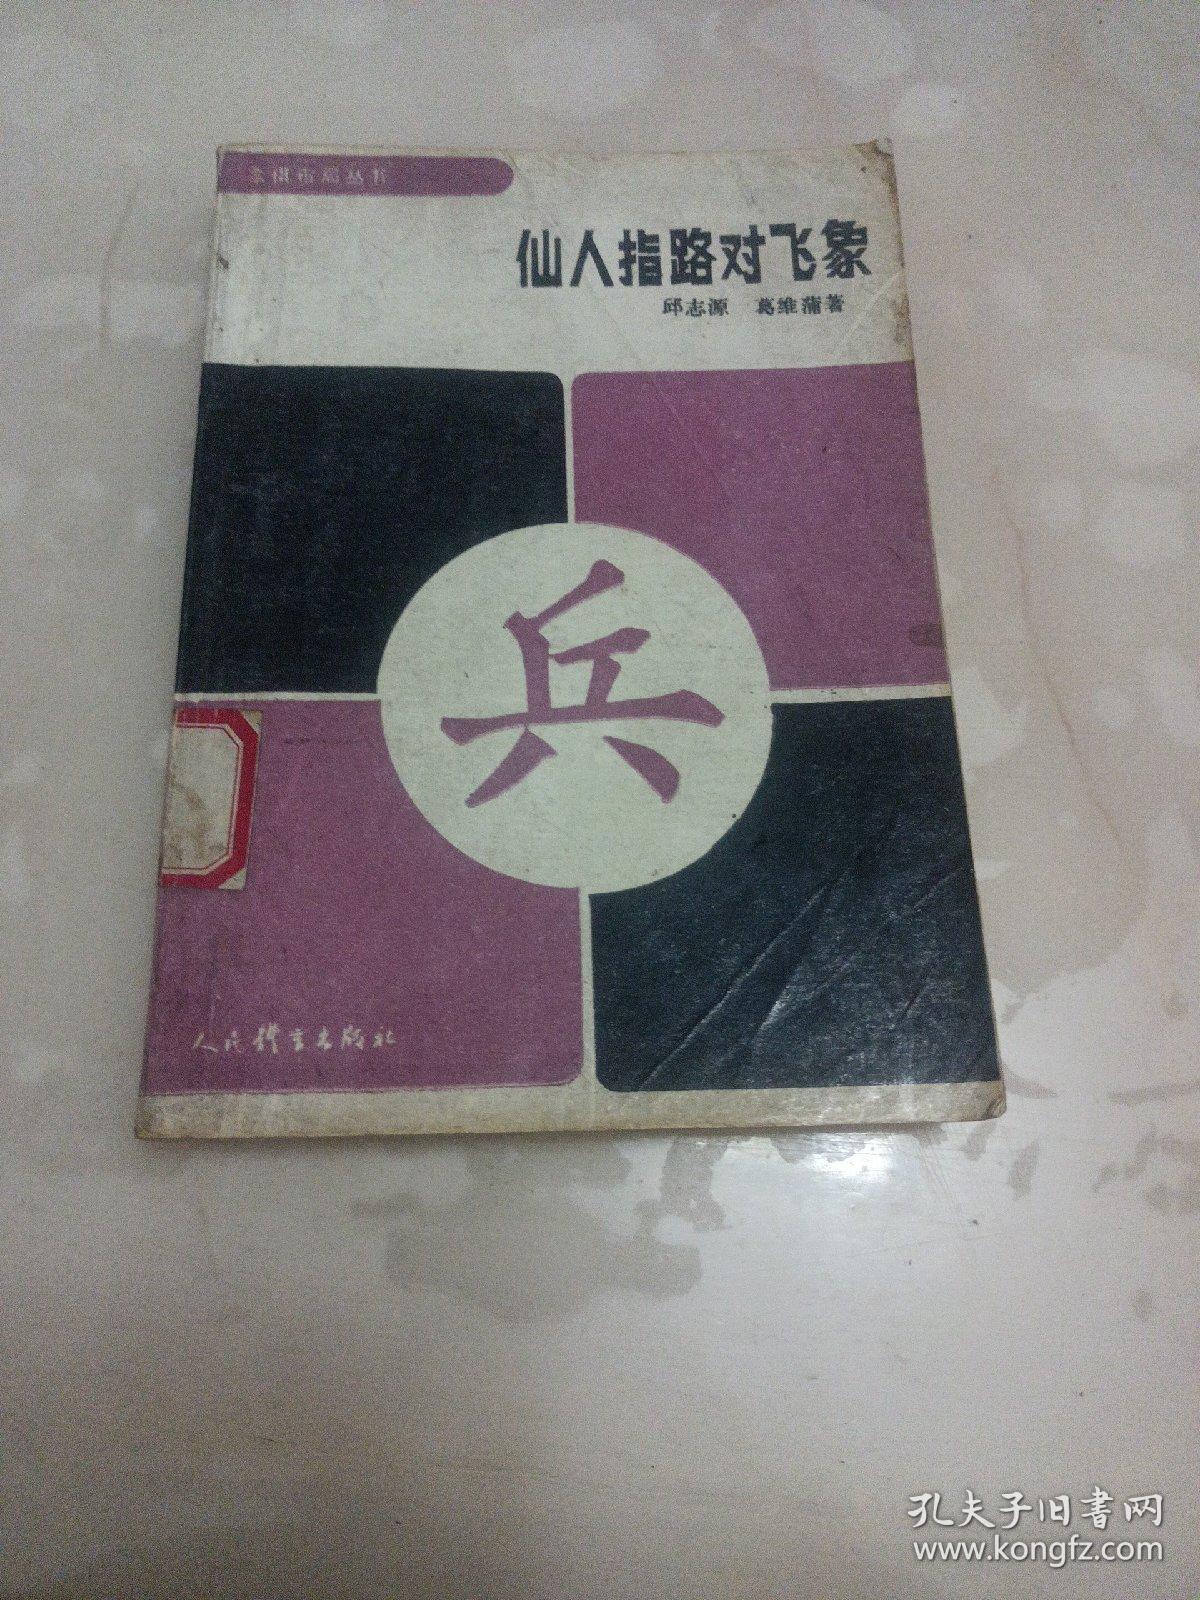 象棋布局丛书
仙人指路对飞象
邱志源 葛维蒲著
兵
人民体育出版社
孔夫子旧書网
www.kongfz.com